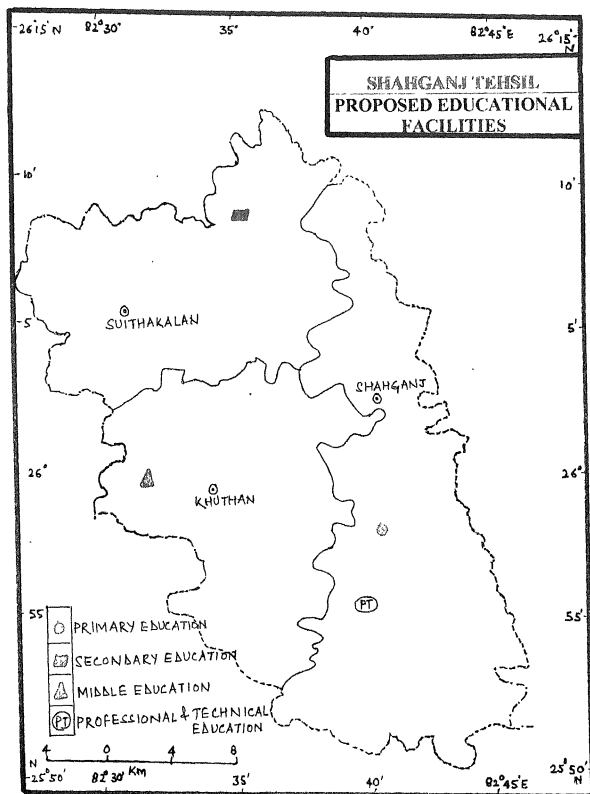 26°15'N 82°30' 35' 40' 82°45'E 26°15'N
SHAHGANJ TEHSIL
PROPOSED EDUCATIONAL
FACILITIES
10' 10'
5' 5'
SUITHAKALAN
SHAHGANJ
26° 26°
KHUTHAN
PT
55' 55'
PRIMARY EDUCATION
SECONDARY EDUCATION
MIDDLE EDUCATION
PT PROFESSIONAL & TECHNICAL
EDUCATION
4 0 4 8
Km
N
25°50' 82°30' 35' 40' 82°45'E 25°50'
N